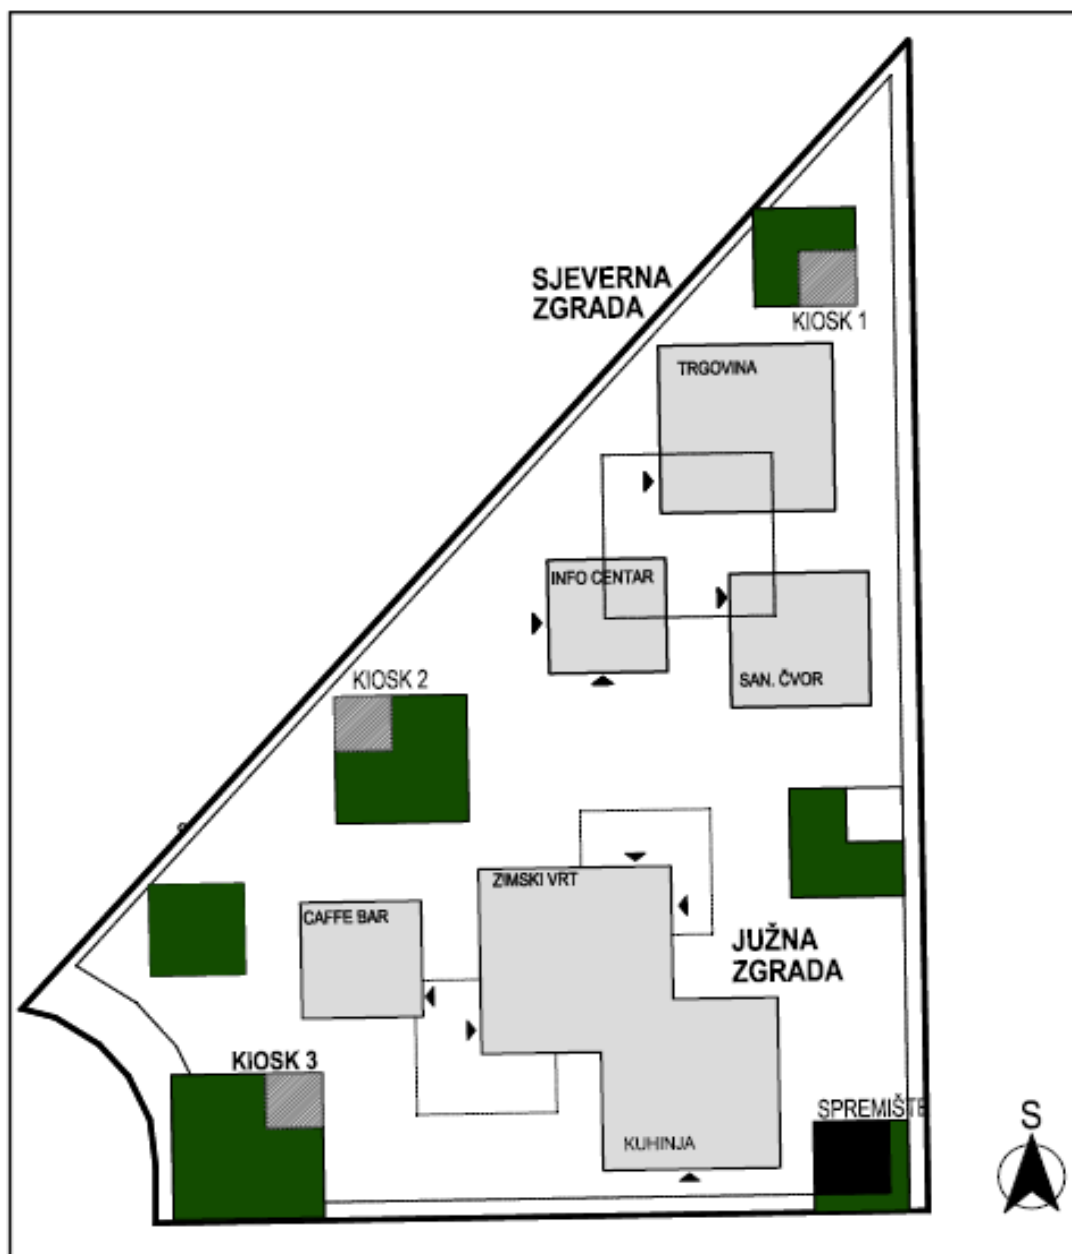 SJEVERNA
ZGRADA
KIOSK 1
TRGOVINA
INFO CENTAR
SAN. ČVOR
KIOSK 2
ZIMSKI VRT
CAFFE BAR
JUŽNA
ZGRADA
KIOSK 3
SPREMIŠTE
KUHINJA
S